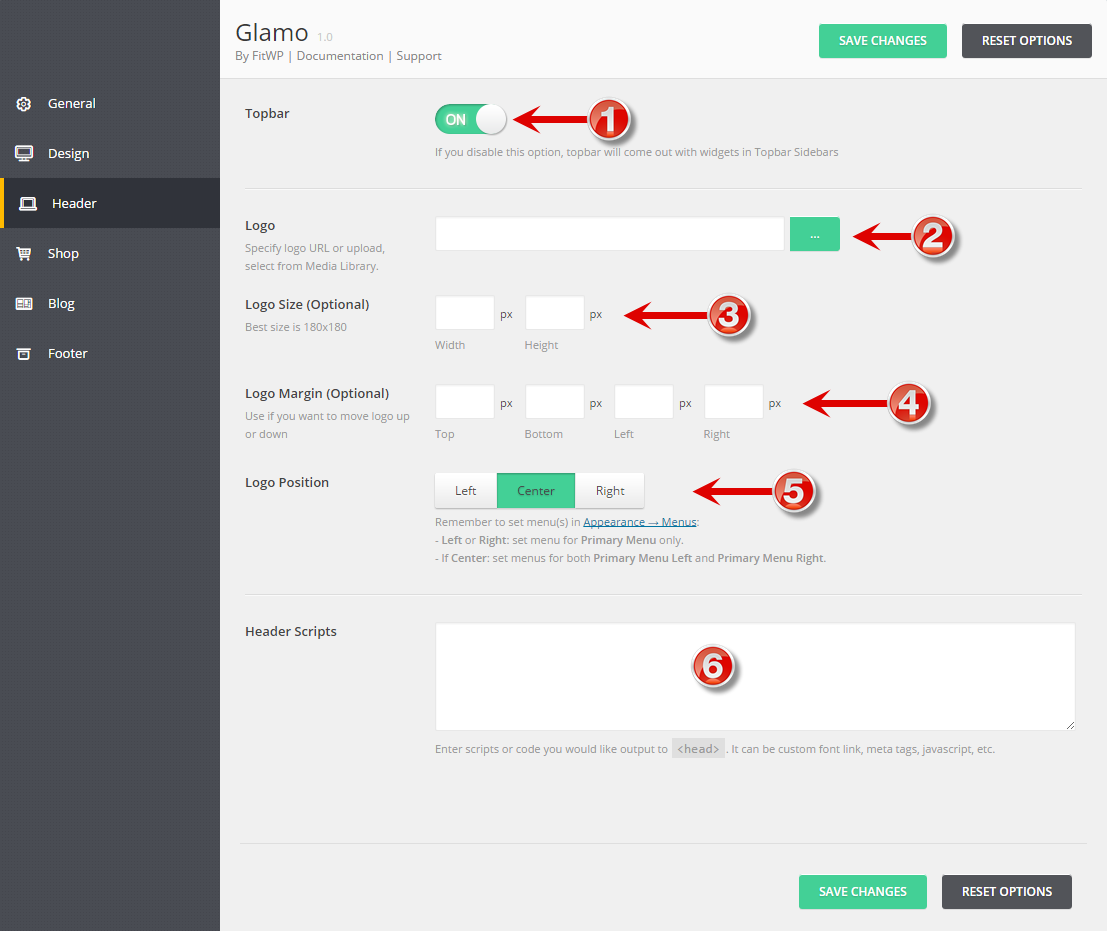 Glamo 1.0
By FitWP | Documentation | Support
SAVE CHANGES
RESET OPTIONS
General
Design
Header
Shop
Blog
Footer
Topbar
ON
1
If you disable this option, topbar will come out with widgets in Topbar Sidebars
Logo
Specify logo URL or upload,
select from Media Library.
...
2
Logo Size (Optional)
Best size is 180x180
px
px
Width
Height
3
Logo Margin (Optional)
Use if you want to move logo up
or down
px
px
px
px
Top
Bottom
Left
Right
4
Logo Position
Left
Center
Right
5
Remember to set menu(s) in Appearance → Menus:
- Left or Right: set menu for Primary Menu only.
- If Center: set menus for both Primary Menu Left and Primary Menu Right.
Header Scripts
6
Enter scripts or code you would like output to <head>. It can be custom font link, meta tags, javascript, etc.
SAVE CHANGES
RESET OPTIONS